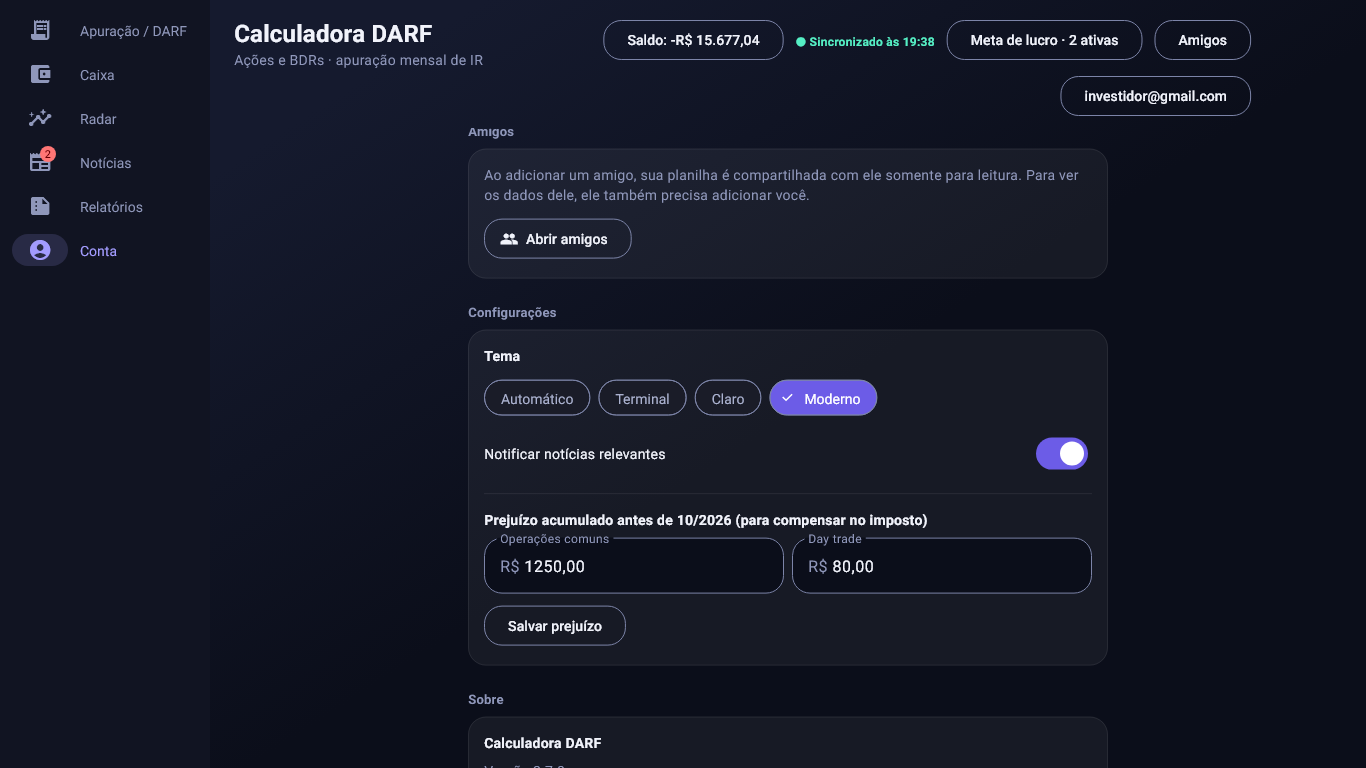 Apuração / DARF
Caixa
Radar
2
Notícias
Relatórios
Conta
Calculadora DARF
Ações e BDRs · apuração mensal de IR
Saldo: -R$ 15.677,04
Sincronizado às 19:38
Meta de lucro · 2 ativas
Amigos
investidor@gmail.com
Amigos
Ao adicionar um amigo, sua planilha é compartilhada com ele somente para leitura. Para ver
os dados dele, ele também precisa adicionar você.
Abrir amigos
Configurações
Tema
Automático
Terminal
Claro
Moderno
Notificar notícias relevantes
Prejuízo acumulado antes de 10/2026 (para compensar no imposto)
Operações comuns
R$ 1250,00
Day trade
R$ 80,00
Salvar prejuízo
Sobre
Calculadora DARF